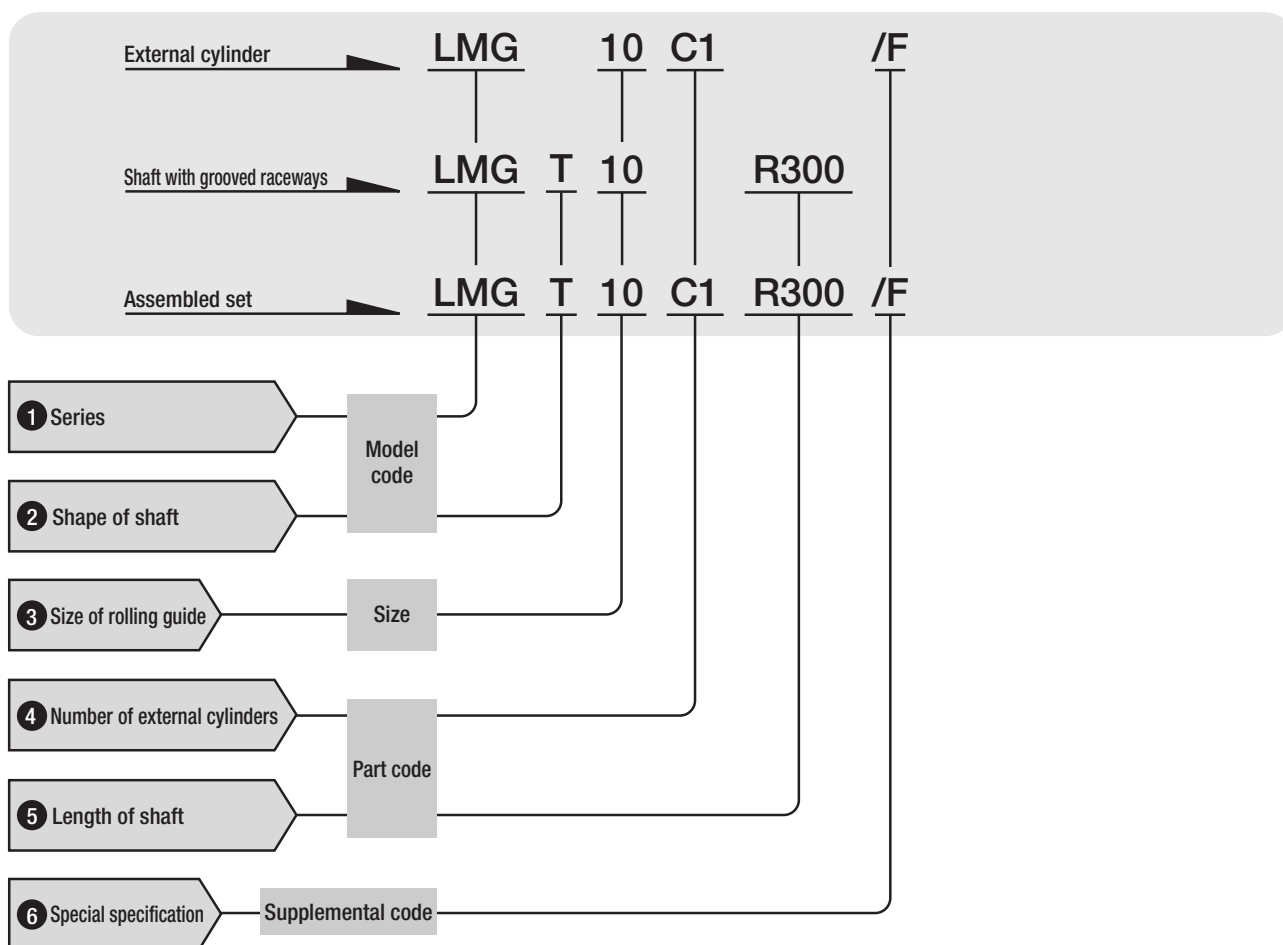 External cylinder LMG 10 C1 /F
Shaft with grooved raceways LMG T 10 R300
Assembled set LMG T 10 C1 R300 /F
1 Series
Model
code
2 Shape of shaft
3 Size of rolling guide Size
4 Number of external cylinders
Part code
5 Length of shaft
6 Special specification Supplemental code